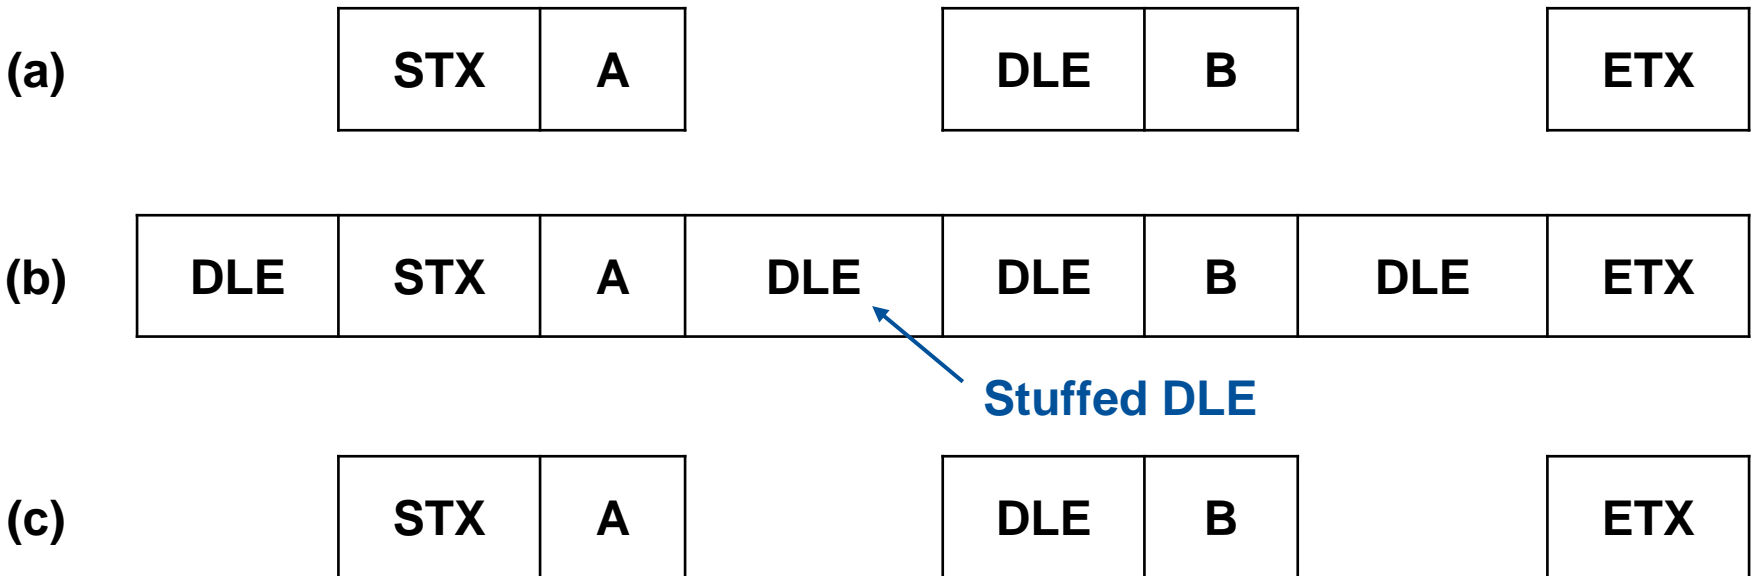 (a) STX A DLE B ETX
(b) DLE STX A DLE DLE B DLE ETX
Stuffed DLE
(c) STX A DLE B ETX